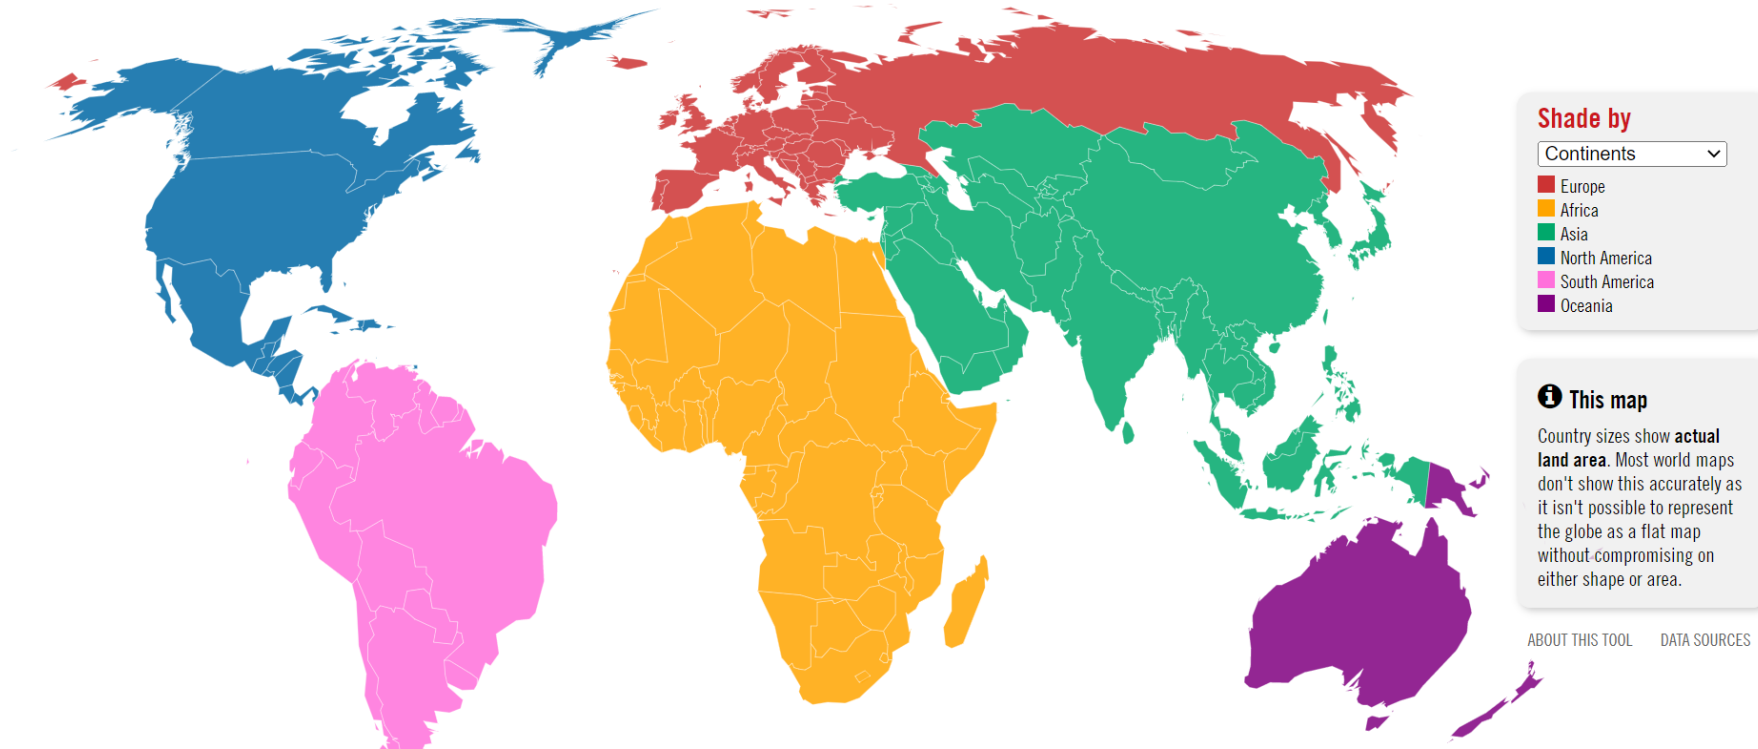 Shade by
Continents
Europe
Africa
Asia
North America
South America
Oceania
This map
Country sizes show actual
land area. Most world maps
don't show this accurately as
it isn't possible to represent
the globe as a flat map
without compromising on
either shape or area.
ABOUT THIS TOOL DATA SOURCES